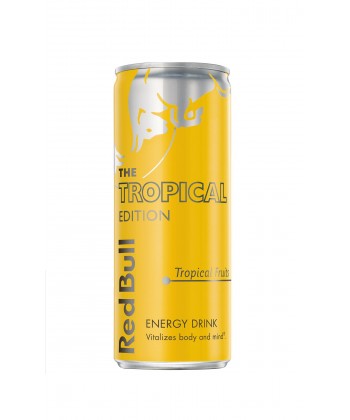 THE
TROPICAL
EDITION
Red Bull
Tropical Fruits
ENERGY DRINK
Vitalizes body and mind®.